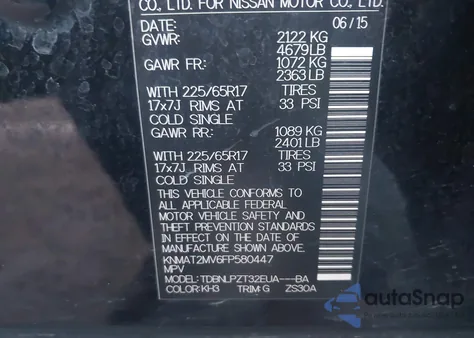 CO., LTD. FOR NISSAN MOTOR CO., LTD.
06/15
GVWR: 2122 KG
4679LB
GAWR FR: 1072 KG
2363 LB
WITH 225/65R17 TIRES
17x7J RIMS AT 33 PSI
COLD SINGLE
GAWR RR: 1089 KG
2401 LB
WITH 225/65R17 TIRES
17x7J RIMS AT 33 PSI
COLD SINGLE
THIS VEHICLE CONFORMS TO
ALL APPLICABLE FEDERAL
MOTOR VEHICLE SAFETY AND
THEFT PREVENTION
STANDARDS IN EFFECT ON
THE DATE OF MANUFACTURE
SHOWN ABOVE.
KNMAT2MV6FP580447
MPV
MODEL: TDBNLPZT32EUA---BA
COLOR: KH3 TRIM: G ZS30A
autoSnap